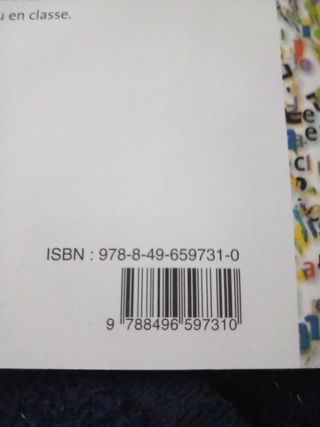 u en classe.
ISBN : 978-8-49-659731-0
9 788496 597310